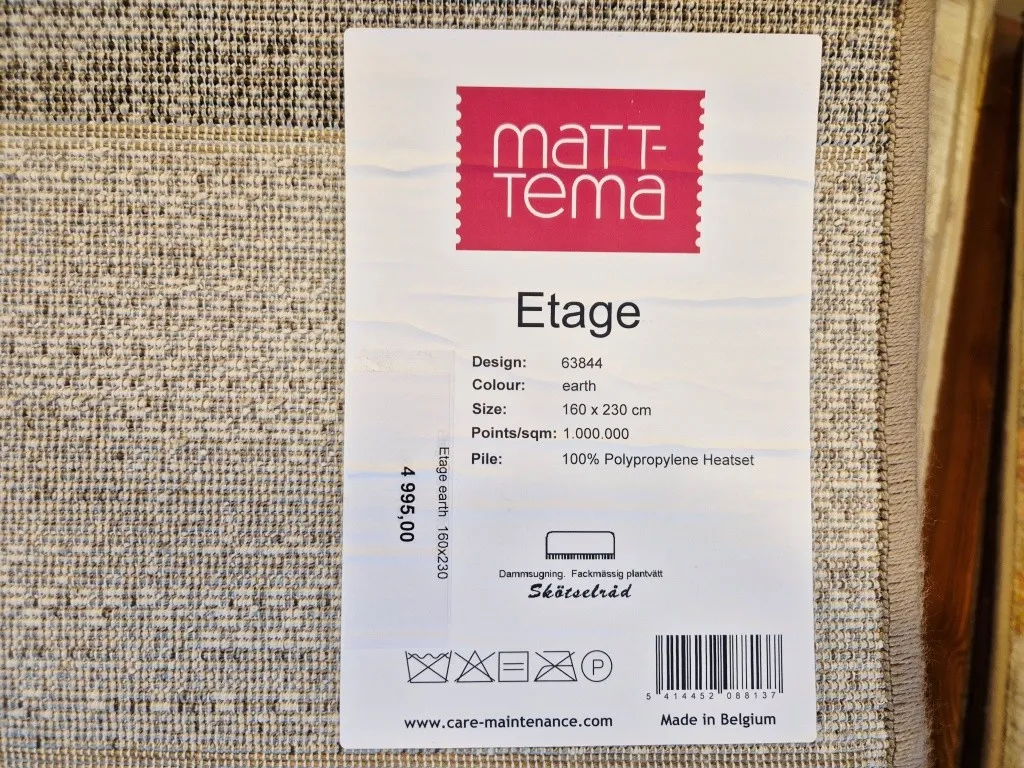 maTT-
Tema
Etage
Design: 63844
Colour: earth
Size: 160 x 230 cm
Points/sqm: 1.000.000
Pile: 100% Polypropylene Heatset
Etage earth 160x230
4 995,00
Dammsugning. Fackmässig plantvätt
Skötselråd
P
5 414452 088137
www.care-maintenance.com
Made in Belgium